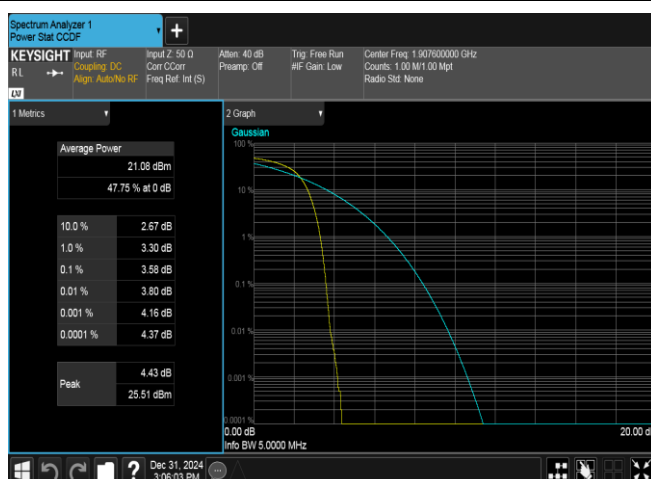 Spectrum Analyzer 1
Power Stat CCDF
+
KEYSIGHT Input: RF Input Z: 50 Ω Atten: 40 dB Trig: Free Run Center Freq: 1.907600000 GHz
RL Coupling: DC Corr CCorr Preamp: Off #IF Gain: Low Counts: 1.00 M/1.00 Mpt
Align: Auto/No RF Freq Ref: Int (S) Radio Std: None
LXI
1 Metrics
Average Power
21.08 dBm
47.75 % at 0 dB
10.0 % 2.67 dB
1.0 % 3.30 dB
0.1 % 3.58 dB
0.01 % 3.80 dB
0.001 % 4.16 dB
0.0001 % 4.37 dB
Peak 4.43 dB
25.51 dBm
2 Graph
Gaussian
100 %
10 %
1 %
0.1 %
0.01 %
0.001 %
0.0001 %
0.00 dB 20.00 d
Info BW 5.0000 MHz
? Dec 31, 2024
3:06:03 PM